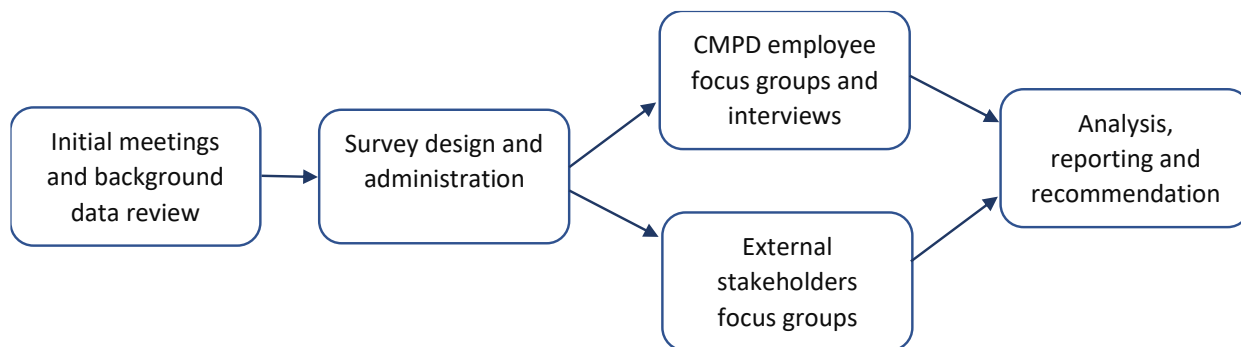 Initial meetings
and background
data review
Survey design and
administration
CMPD employee
focus groups and
interviews
External
stakeholders
focus groups
Analysis,
reporting and
recommendation